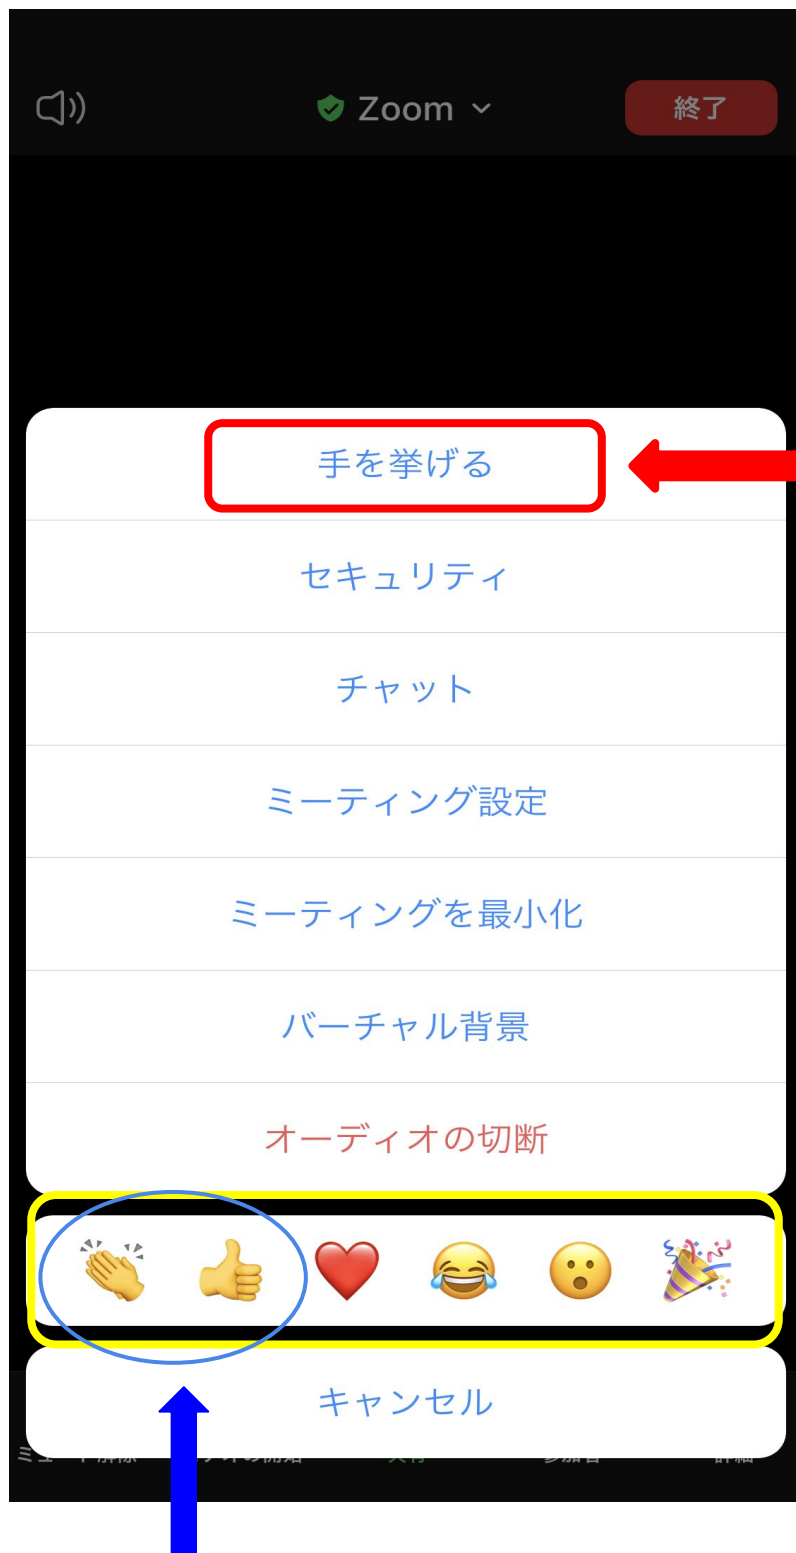 Zoom
終了
手を挙げる
セキュリティ
チャット
ミーティング設定
ミーティングを最小化
バーチャル背景
オーディオの切断
キャンセル